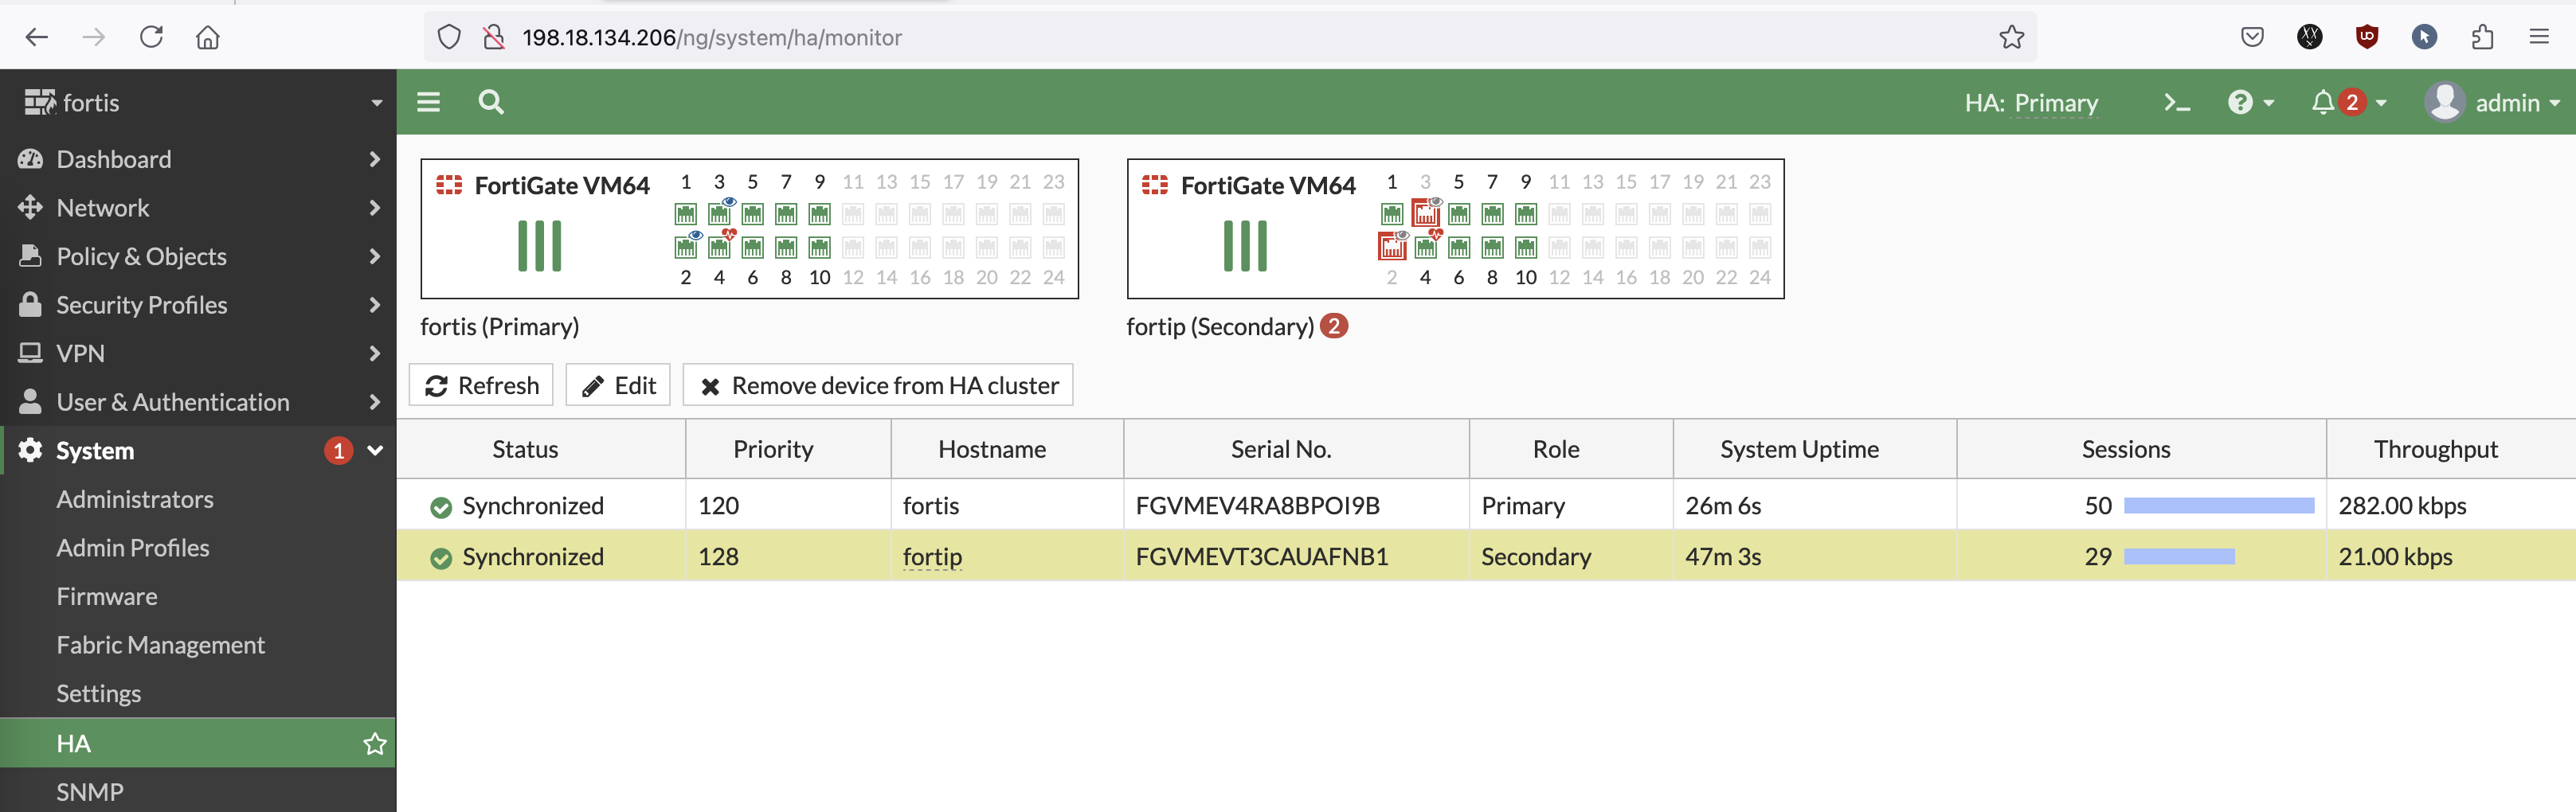 198.18.134.206/ng/system/ha/monitor
fortis
HA: Primary
2
admin
Dashboard
Network
Policy & Objects
Security Profiles
VPN
User & Authentication
System 1
Administrators
Admin Profiles
Firmware
Fabric Management
Settings
HA
SNMP
FortiGate VM64
1 3 5 7 9 11 13 15 17 19 21 23
2 4 6 8 10 12 14 16 18 20 22 24
fortis (Primary)
FortiGate VM64
1 3 5 7 9 11 13 15 17 19 21 23
2 4 6 8 10 12 14 16 18 20 22 24
fortip (Secondary) 2
Refresh Edit Remove device from HA cluster
Status Priority Hostname Serial No. Role System Uptime Sessions Throughput
Synchronized 120 fortis FGVMEV4RA8BPOI9B Primary 26m 6s 50 282.00 kbps
Synchronized 128 fortip FGVMEVT3CAUAFNB1 Secondary 47m 3s 29 21.00 kbps